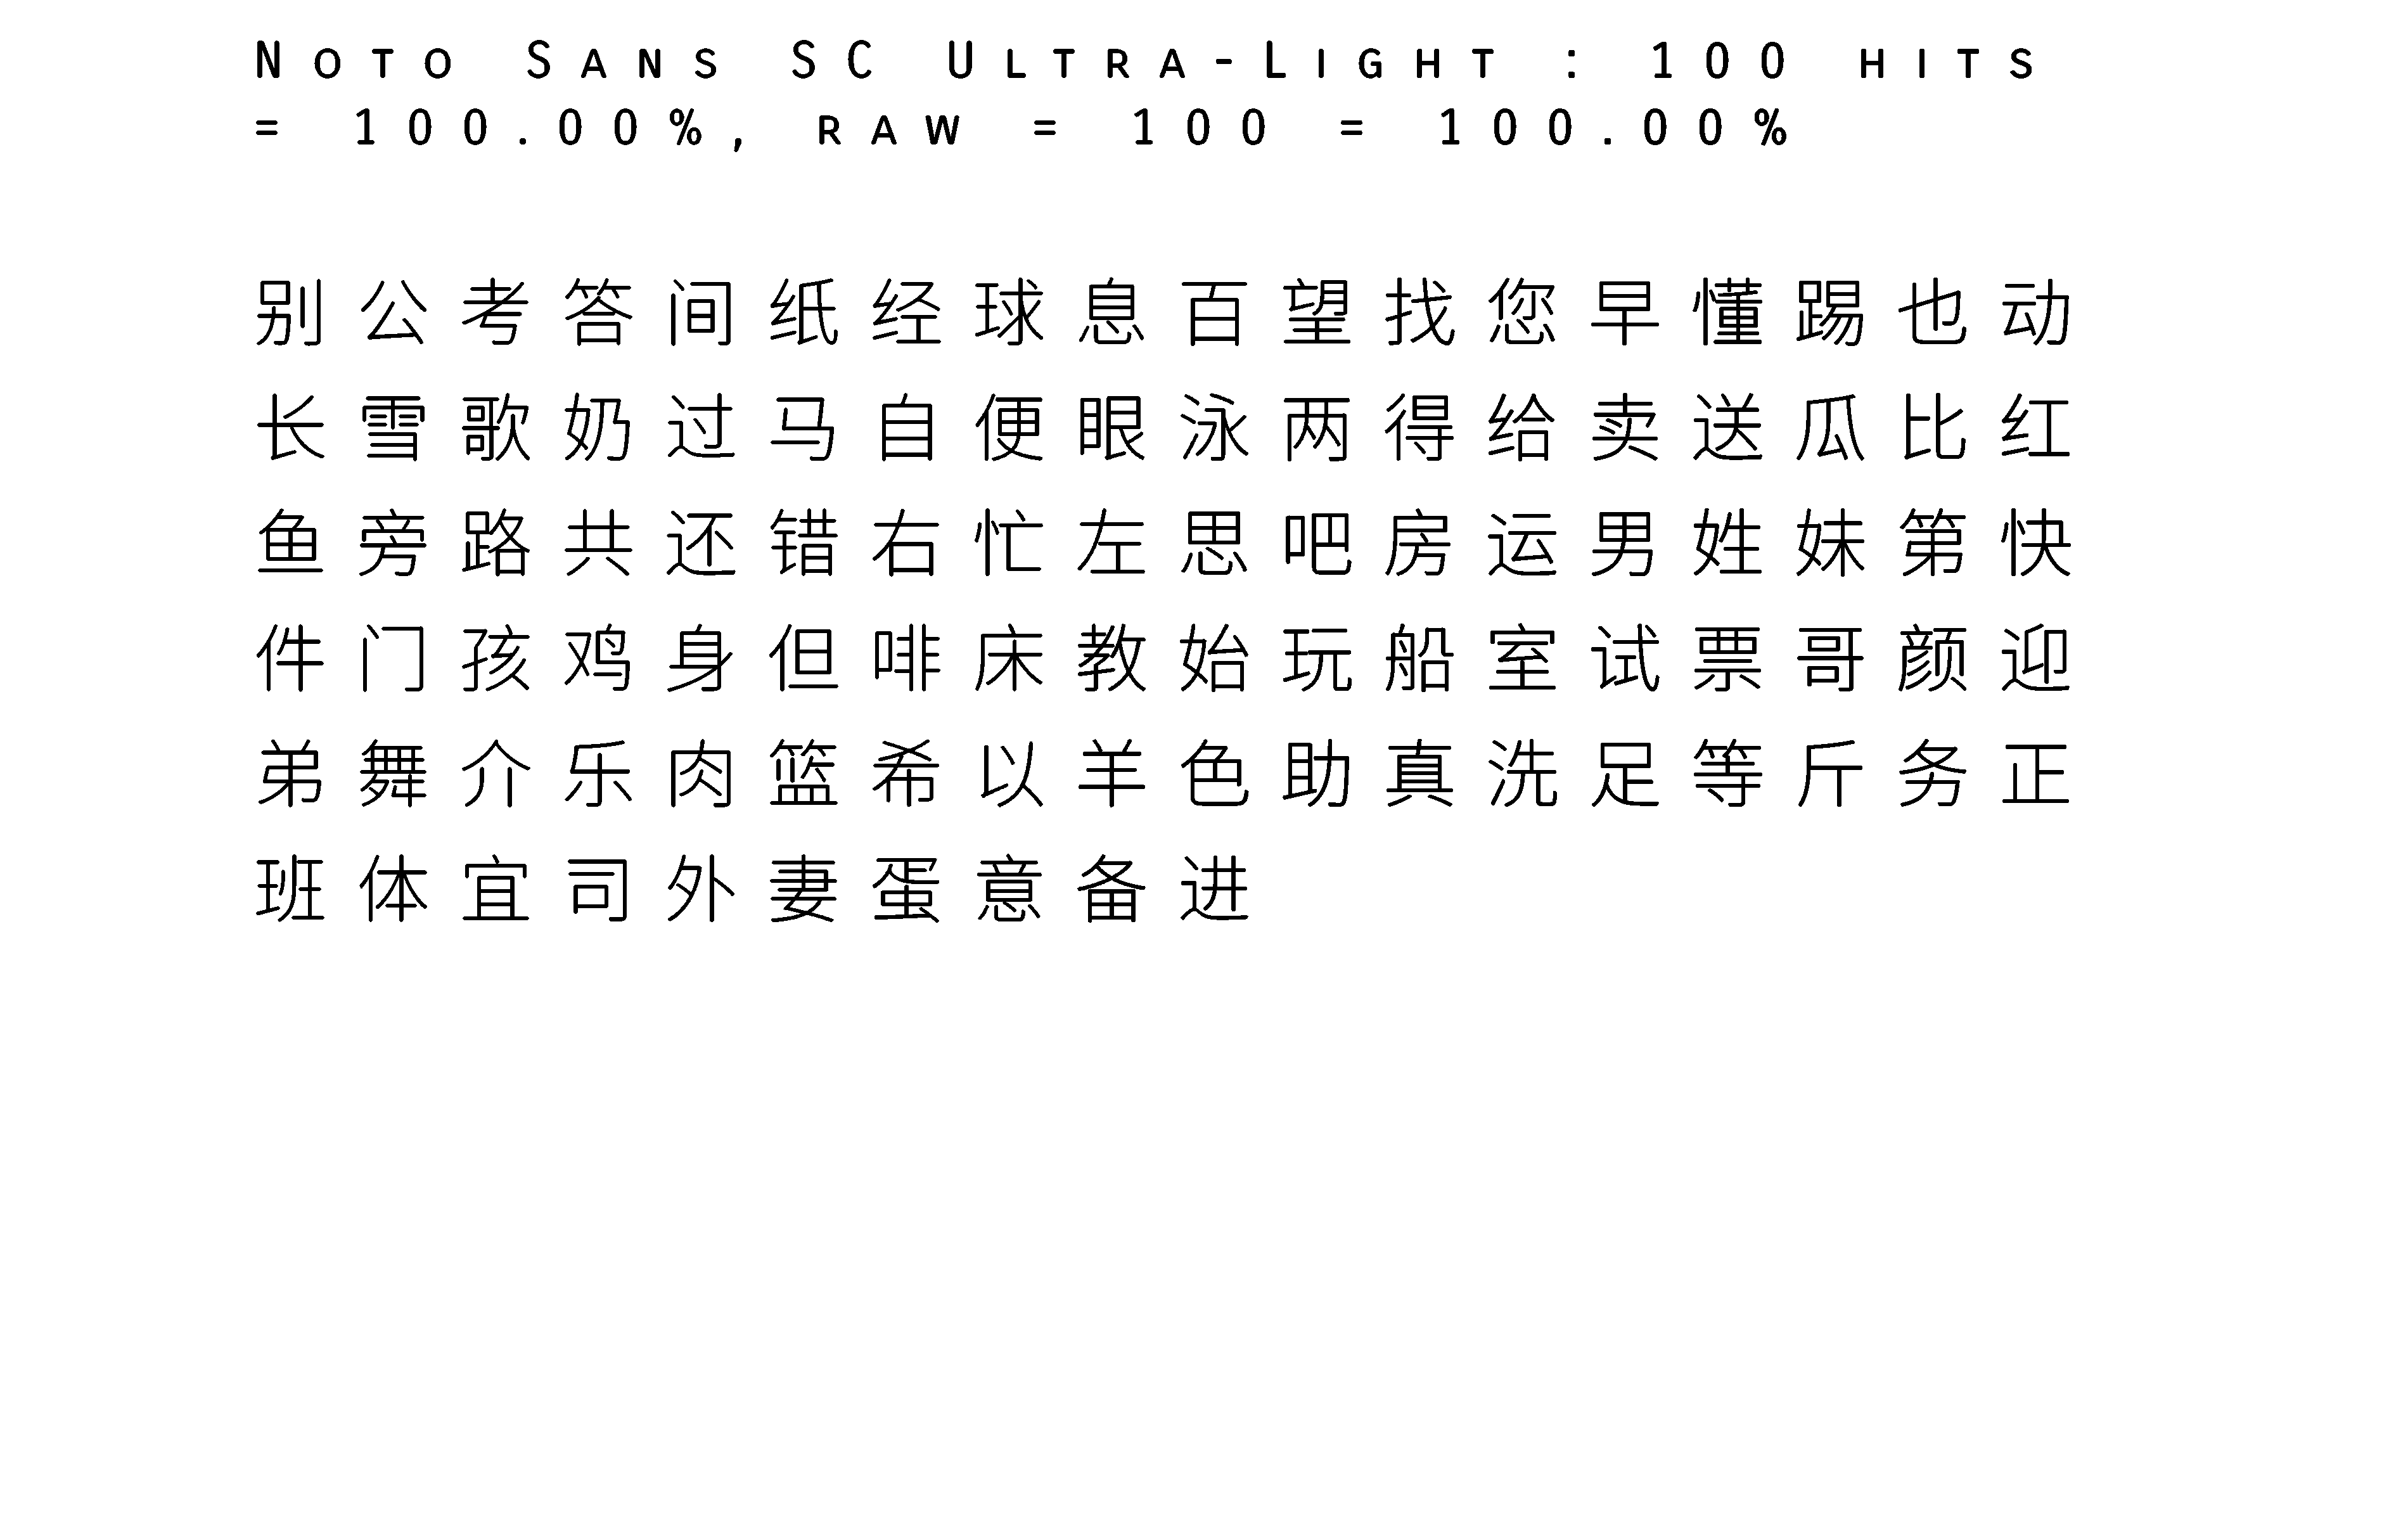 Noto Sans SC Ultra-Light : 100 hits
= 100.00%, raw = 100 = 100.00%
别公考答间纸经球息百望找您早懂踢也动
长雪歌奶过马自便眼泳两得给卖送瓜比红
鱼旁路共还错右忙左思吧房运男姓妹第快
件门孩鸡身但啡床教始玩船室试票哥颜迎
弟舞介乐肉篮希以羊色助真洗足等斤务正
班体宜司外妻蛋意备进